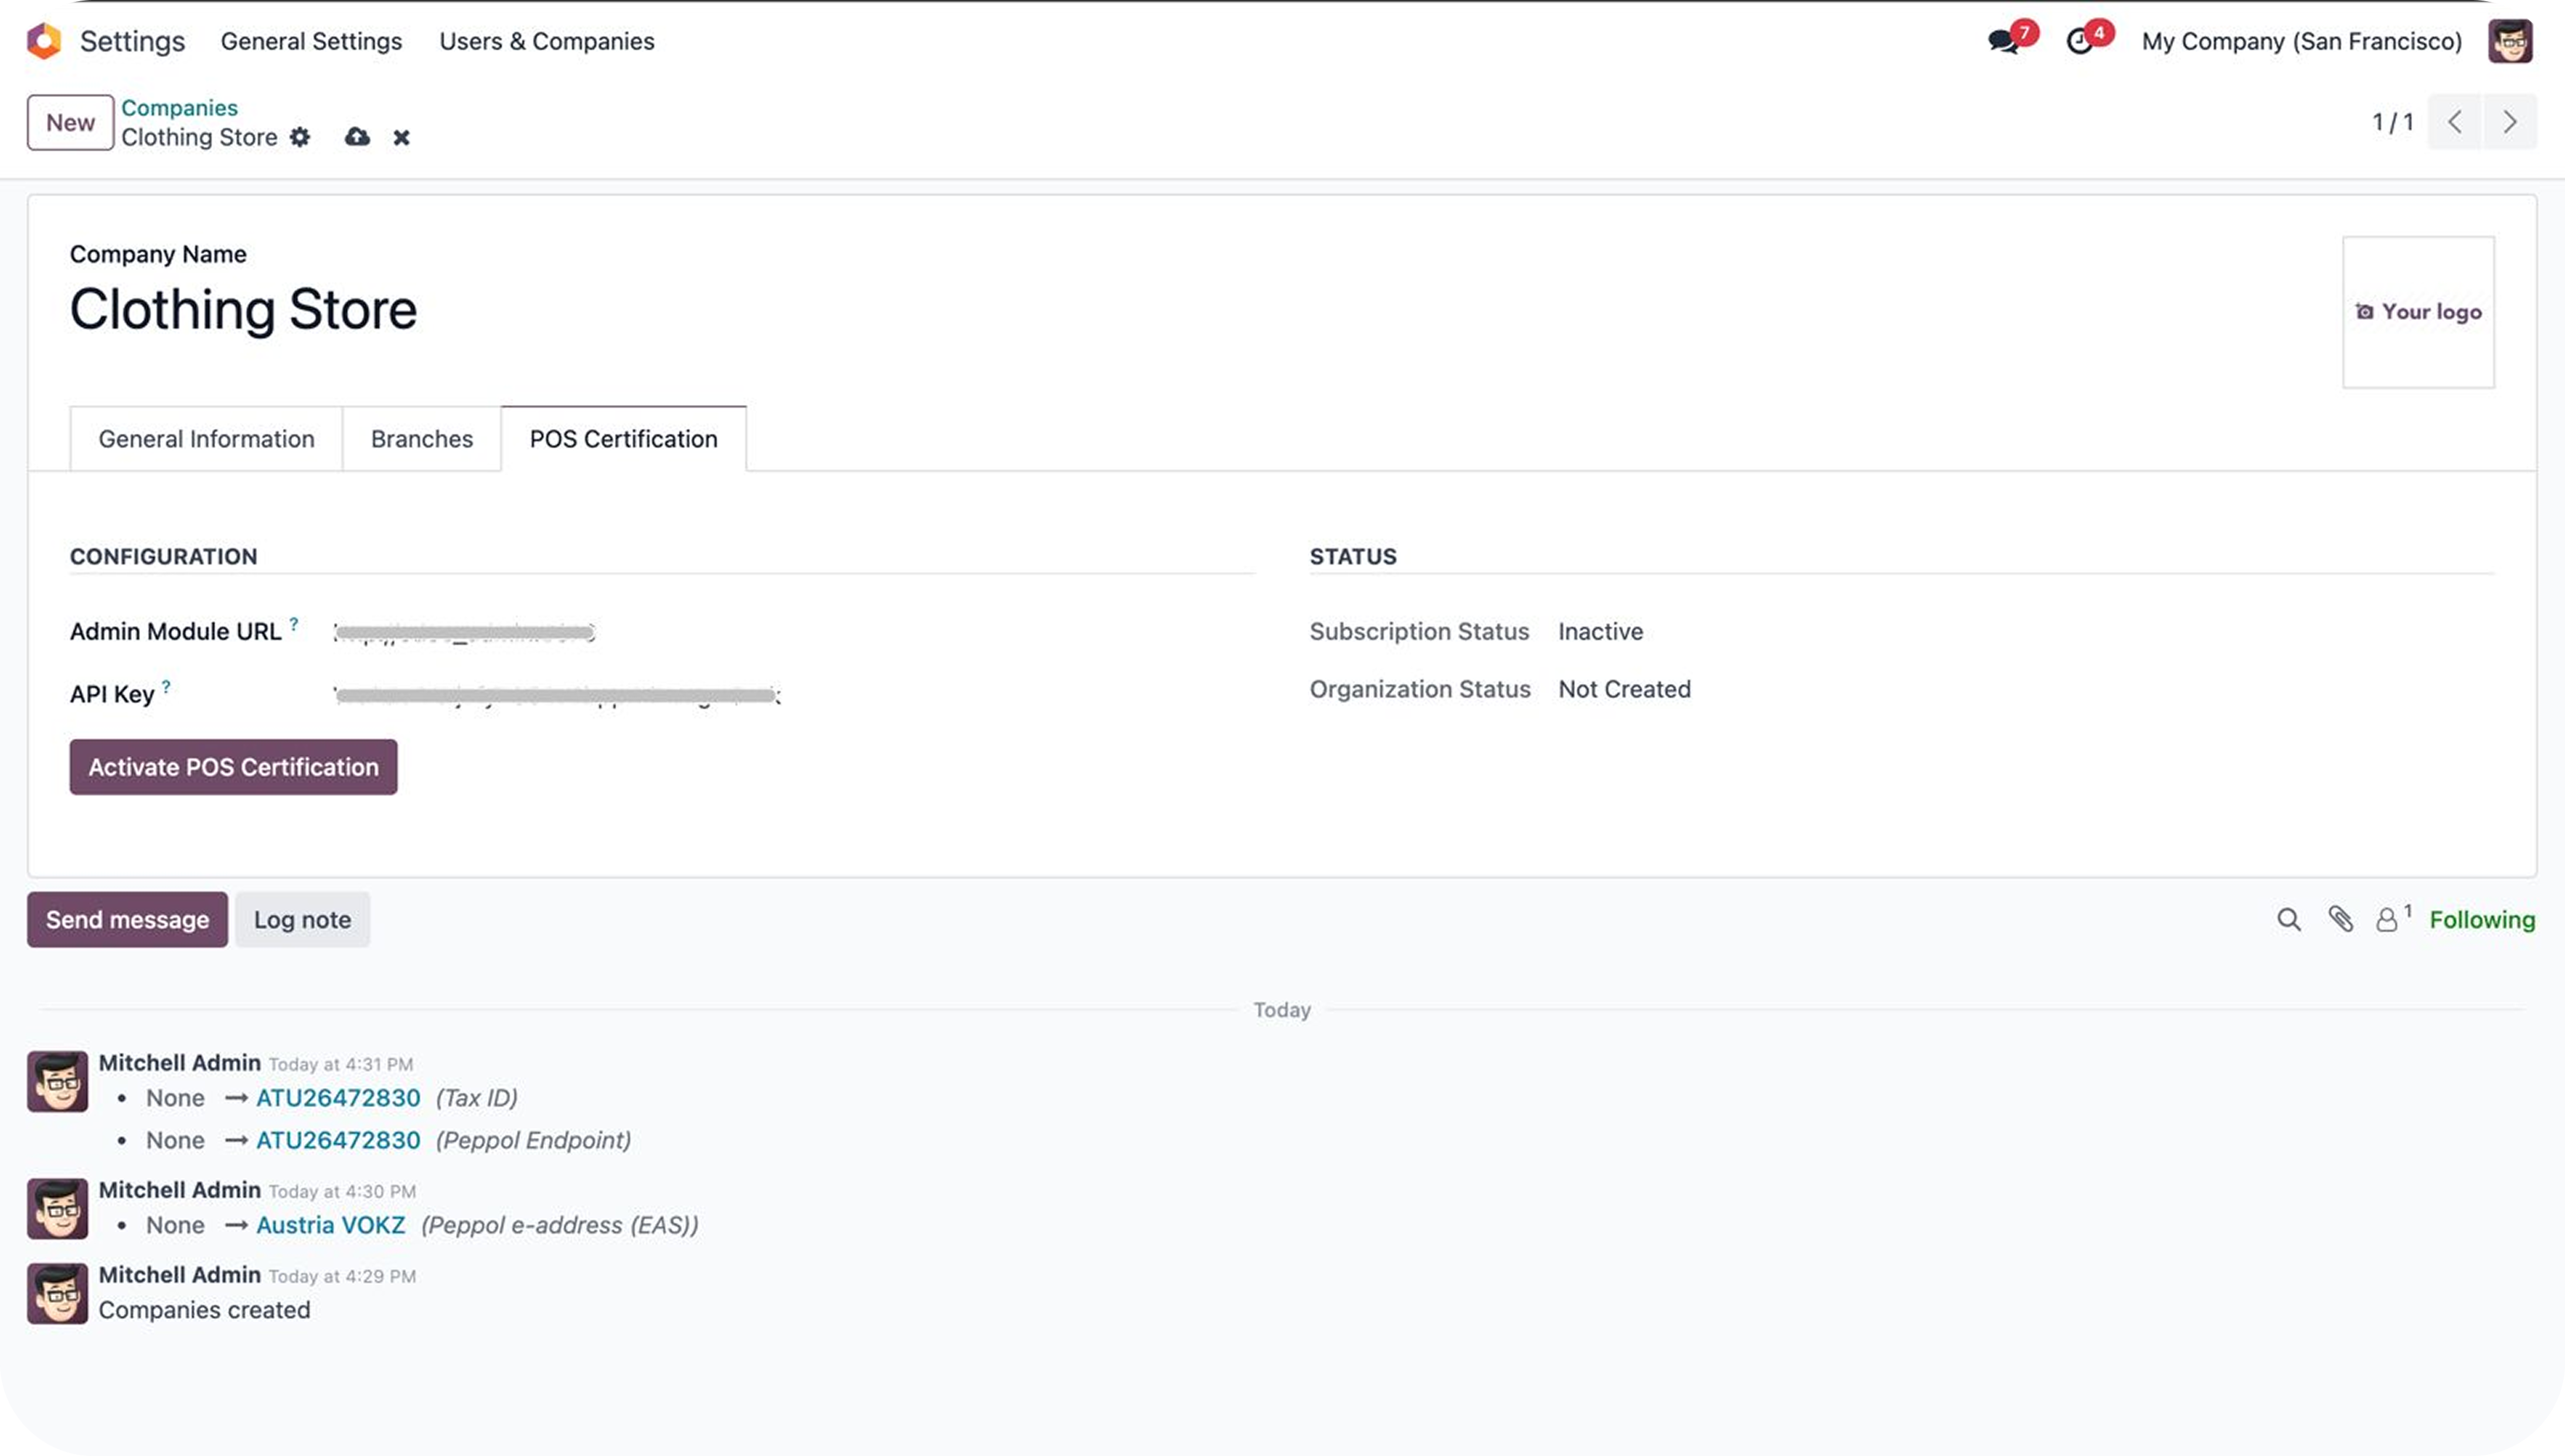 Settings General Settings Users & Companies 7 4 My Company (San Francisco)
New Companies
Clothing Store
1 / 1
Company Name
Clothing Store
Your logo
General Information Branches POS Certification
CONFIGURATION STATUS
Admin Module URL ? Subscription Status Inactive
API Key ? Organization Status Not Created
Activate POS Certification
Send message Log note 1 Following
Today
Mitchell Admin Today at 4:31 PM
• None → ATU26472830 (Tax ID)
• None → ATU26472830 (Peppol Endpoint)
Mitchell Admin Today at 4:30 PM
• None → Austria VOKZ (Peppol e-address (EAS))
Mitchell Admin Today at 4:29 PM
Companies created